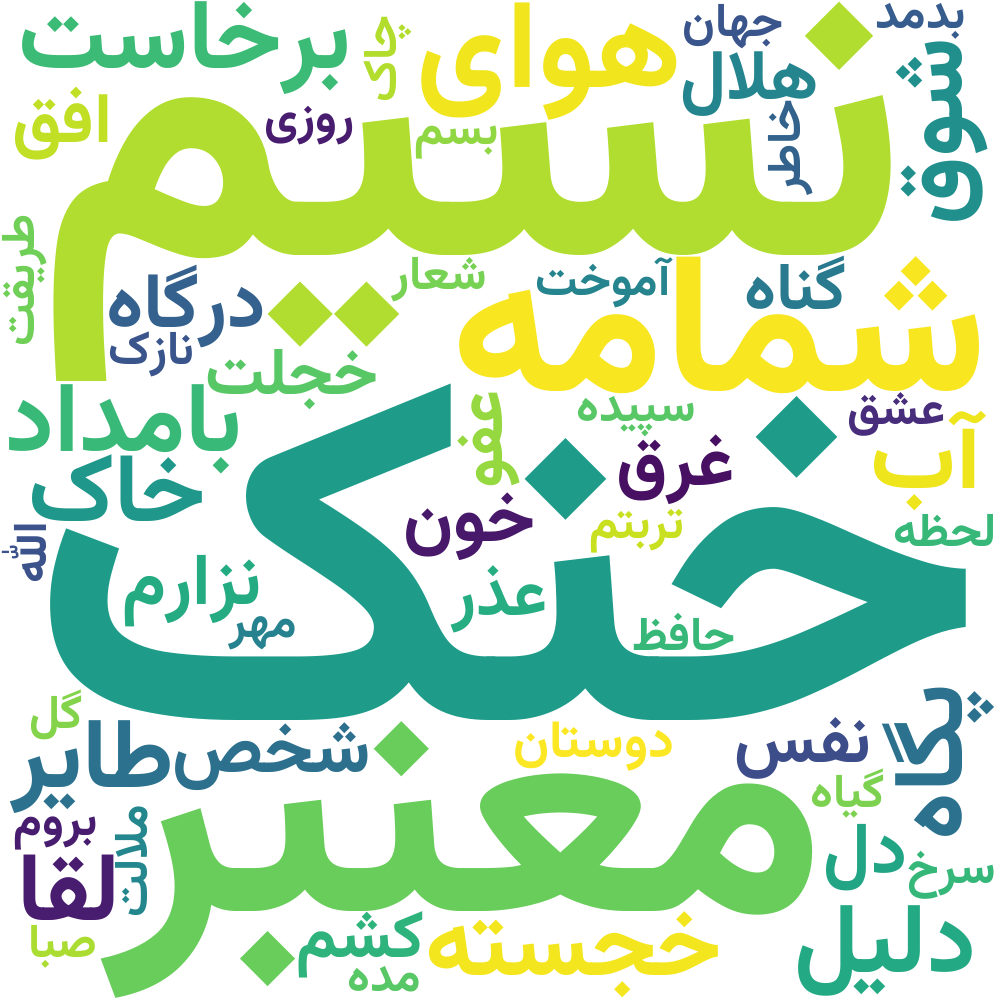 برخاست
چاک
هوای
جهان
بدمد
هلال
شوق
افق
روزی
بسم
خاطر
نسیم
طریقت
شعار
آموخت
گناه
درگاه
نازک
خجلت
شمامه
بامداد
عفو
سپیده
عشق
غرق
آب
خاک
خون
تربتم
لحظه
الله
خنک
نزارم
عذر
مهر
حافظ
گل
طایر
شخص
دوستان
نفس
پگاه
گیاه
معنبر
بروم
ملالت
دل
سرخ
لقا
صبا
کشم
مده
خجسته
دلیل